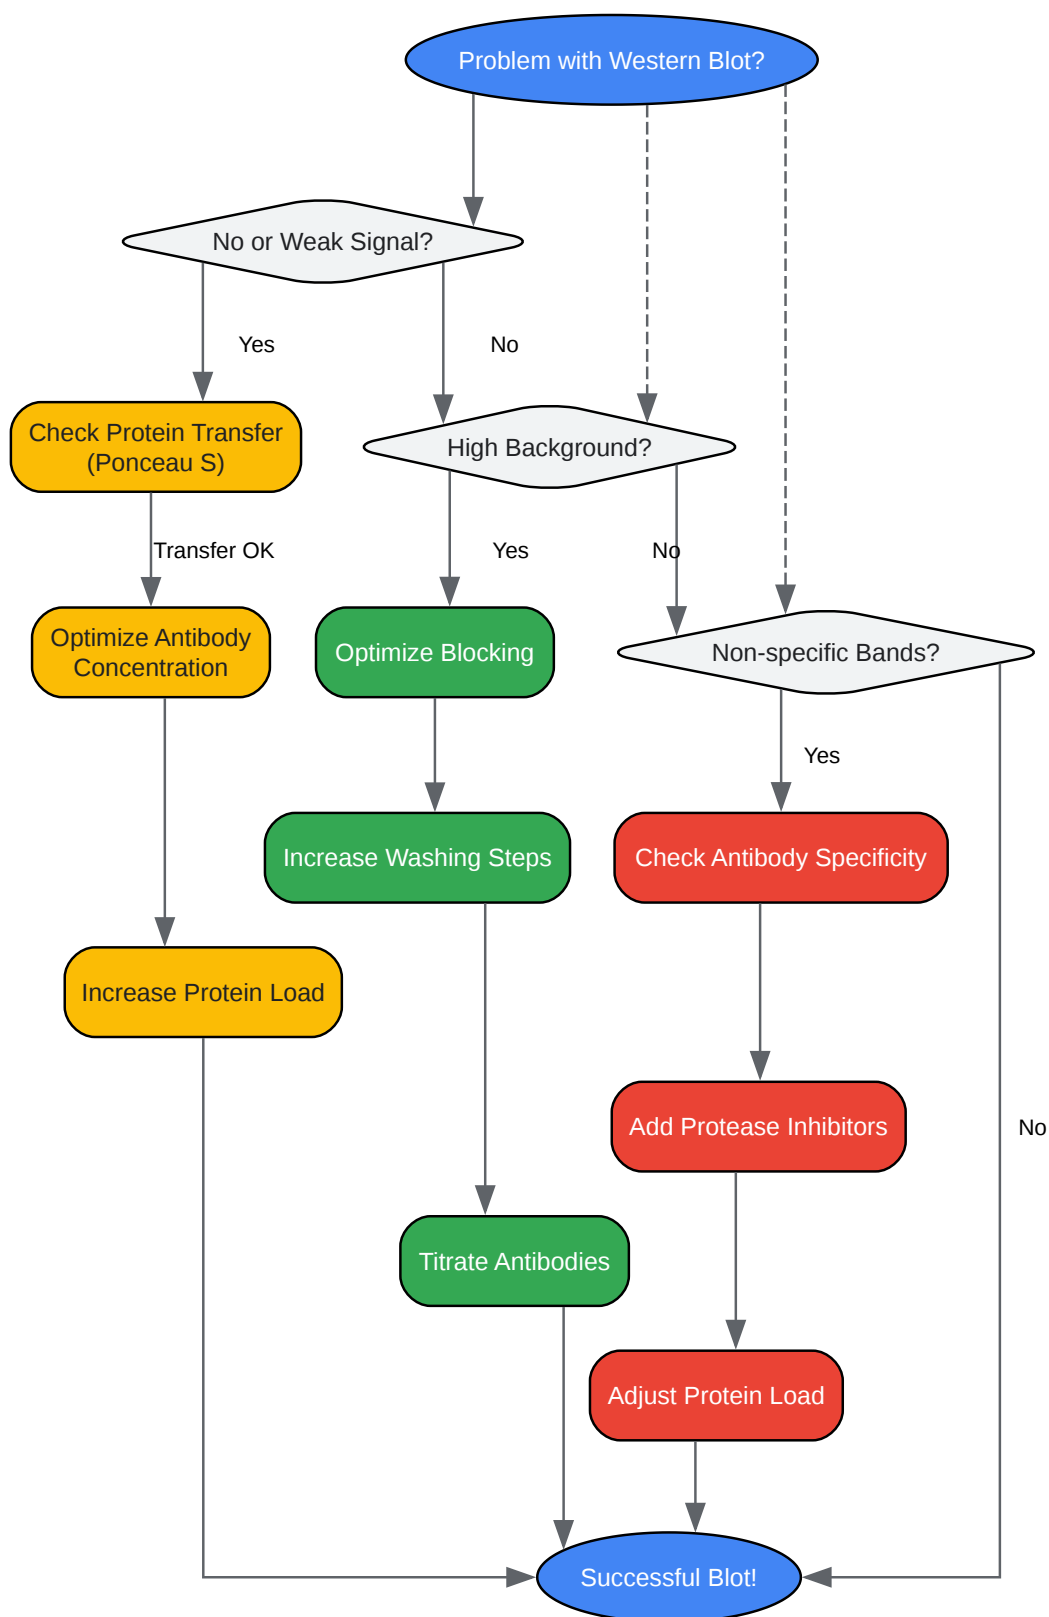 Problem with Western Blot?
No or Weak Signal?
Yes
No
Check Protein Transfer
(Ponceau S)
High Background?
Transfer OK
Yes
No
Optimize Antibody
Concentration
Optimize Blocking
Non-specific Bands?
Yes
Increase Washing Steps
Check Antibody Specificity
Increase Protein Load
Add Protease Inhibitors
No
Titrate Antibodies
Adjust Protein Load
Successful Blot!